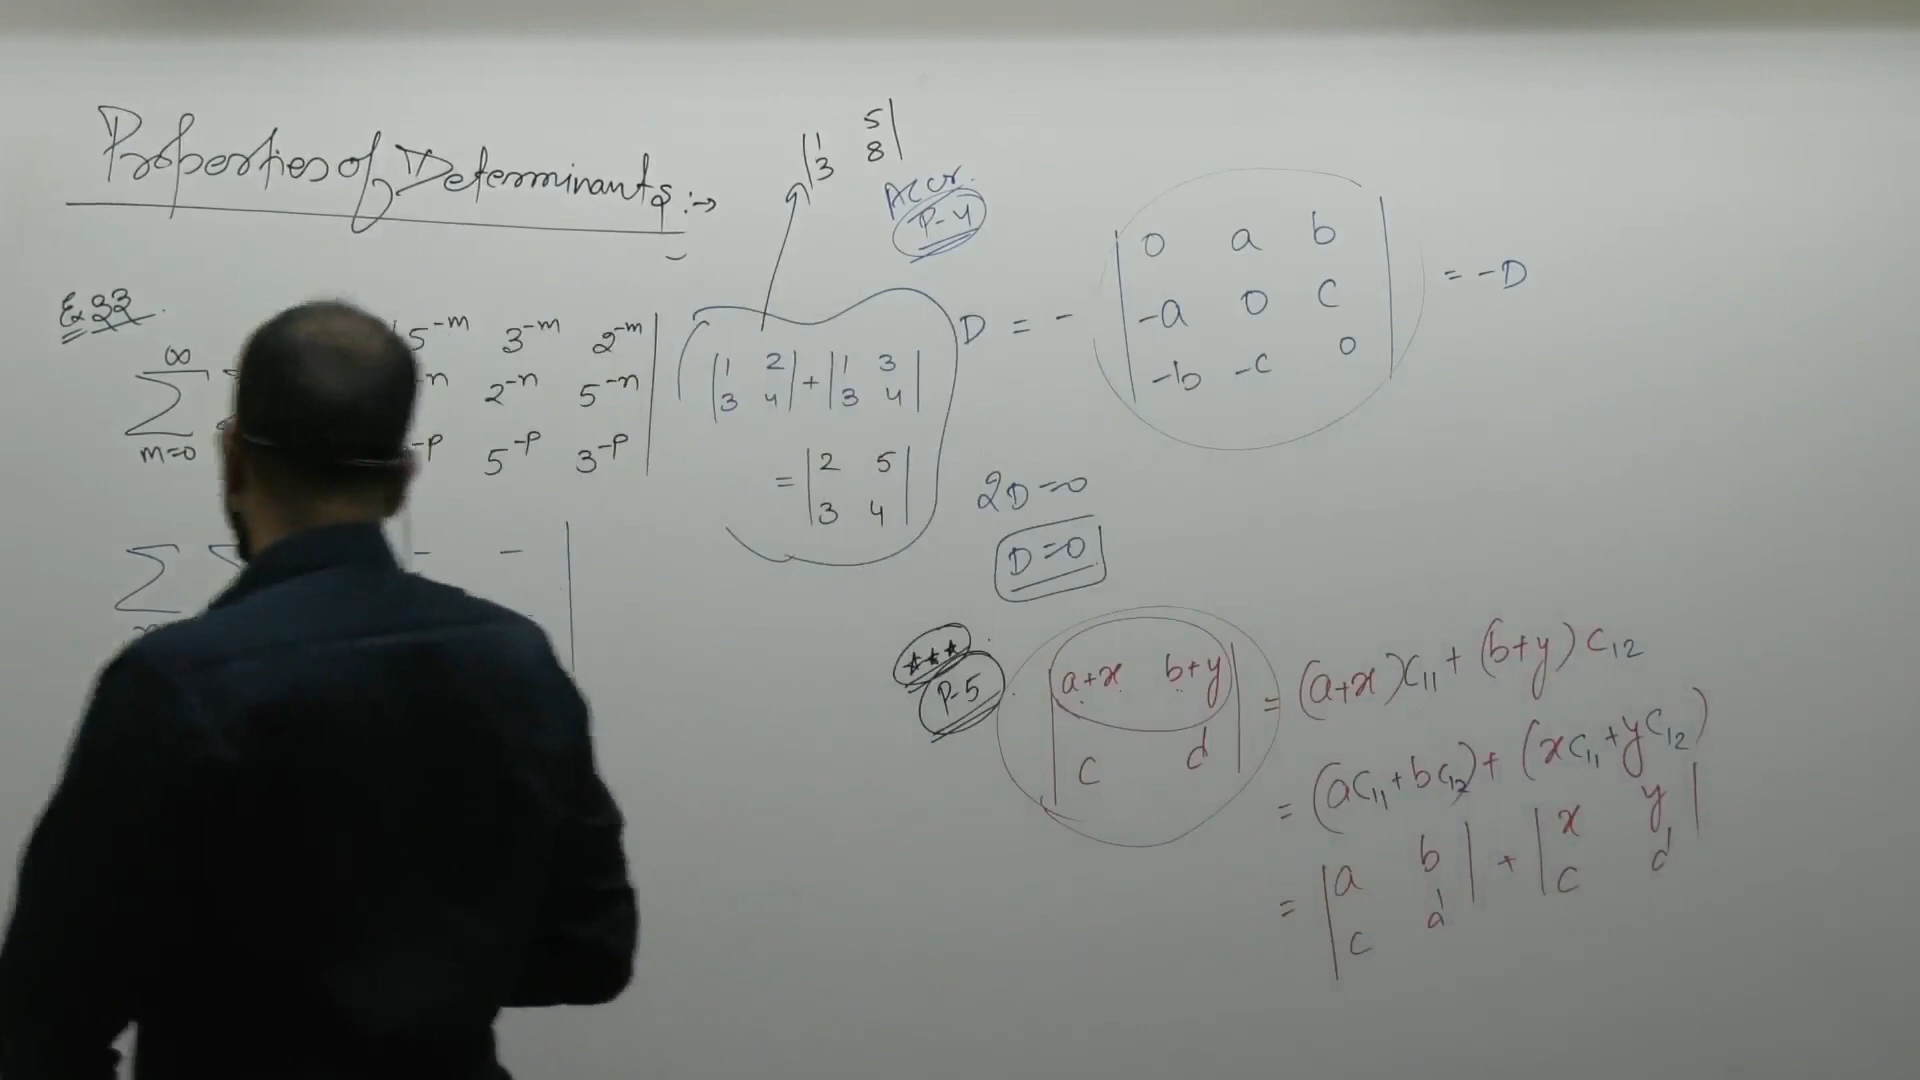 Properties of Determinants :→
Ex 33.
∞
∑
m=0
5^-m 3^-m 2^-m |
-n 2^-n 5^-n |
-p 5^-p 3^-p |
∑ ∑
- - |
| 1 5 |
| 3 8 |
| 1 2 | + | 1 3 |
| 3 4 | | 3 4 |
= | 2 5 |
| 3 4 |
P-4
D = - | 0 a b | = -D
| -a 0 c |
| -b -c 0 |
2D=0
D=0
★★★
P-5
| a+x b+y | = (a+x)C₁₁ + (b+y)C₁₂
| c d |
= (aC₁₁+bC₁₂)+(xC₁₁+yC₁₂)
= | a b | + | x y |
| c d | | c d |